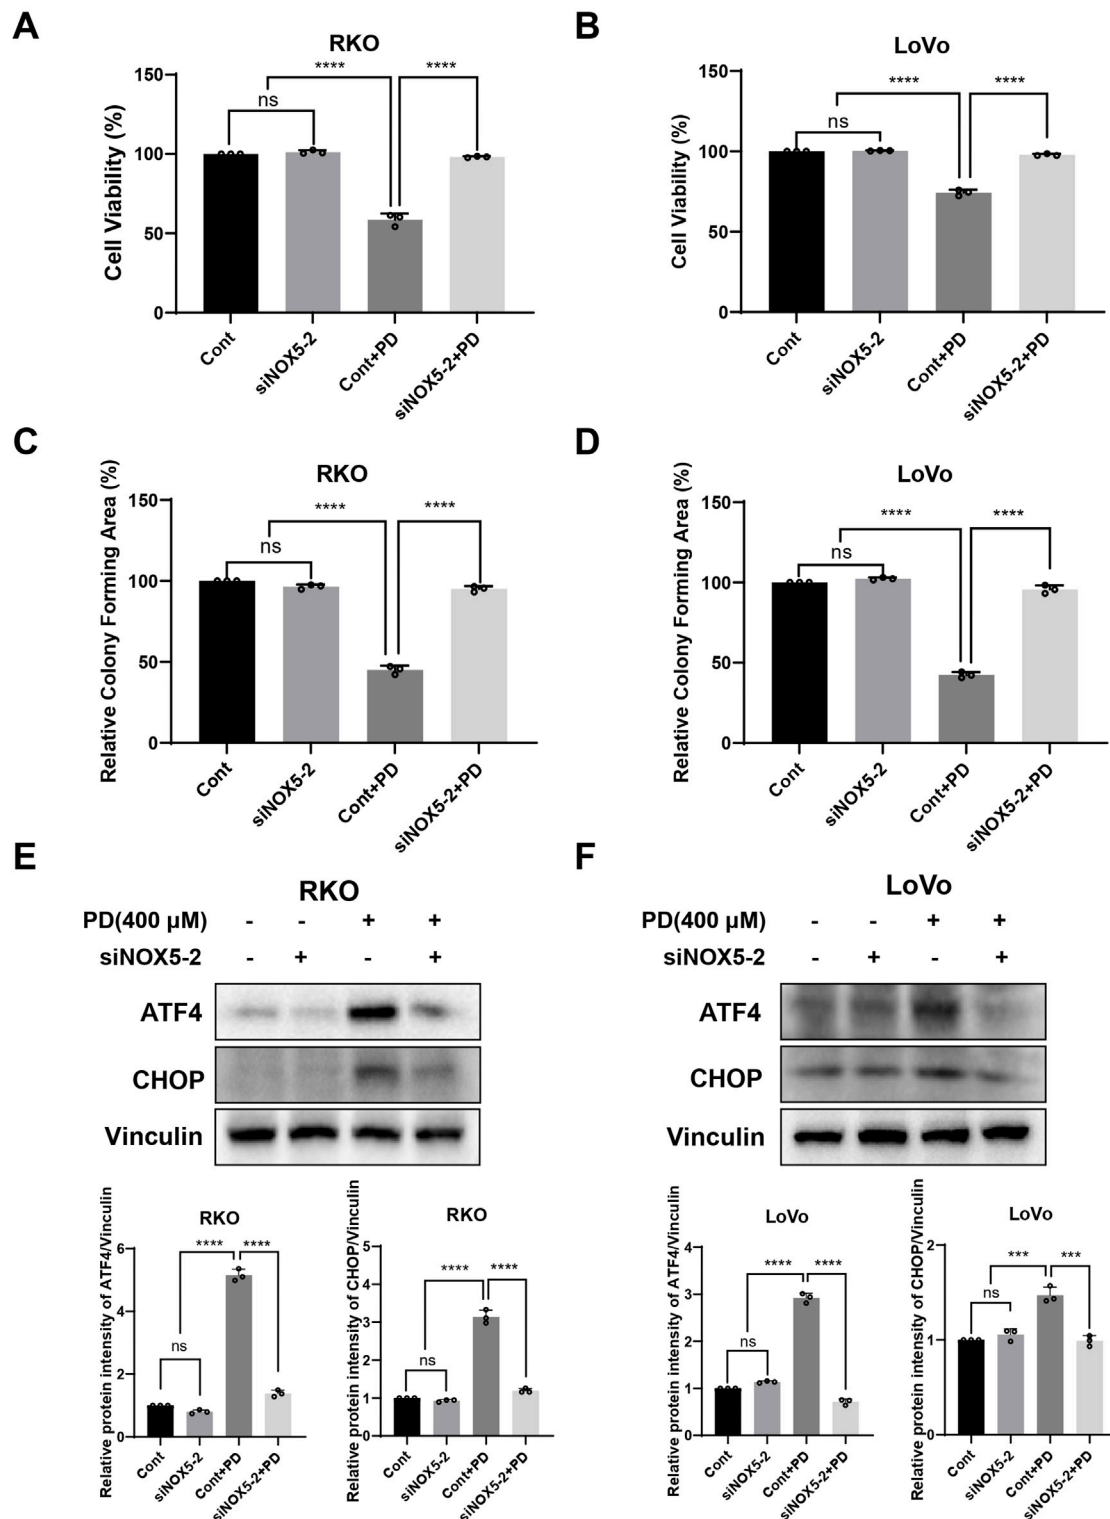 A
RKO
Cell Viability (%)
150
100
50
0
ns
****
****
Cont
siNOX5-2
Cont+PD
siNOX5-2+PD
B
LoVo
Cell Viability (%)
150
100
50
0
ns
****
****
Cont
siNOX5-2
Cont+PD
siNOX5-2+PD
C
RKO
Relative Colony Forming Area (%)
150
100
50
0
ns
****
****
Cont
siNOX5-2
Cont+PD
siNOX5-2+PD
D
LoVo
Relative Colony Forming Area (%)
150
100
50
0
ns
****
****
Cont
siNOX5-2
Cont+PD
siNOX5-2+PD
E
RKO
PD(400 μM) - - + +
siNOX5-2 - + - +
ATF4
CHOP
Vinculin
RKO
Relative protein intensity of ATF4/Vinculin
6
4
2
0
ns
****
****
Cont
siNOX5-2
Cont+PD
siNOX5-2+PD
RKO
Relative protein intensity of CHOP/Vinculin
5
4
3
2
1
0
ns
****
****
Cont
siNOX5-2
Cont+PD
siNOX5-2+PD
F
LoVo
PD(400 μM) - - + +
siNOX5-2 - + - +
ATF4
CHOP
Vinculin
LoVo
Relative protein intensity of ATF4/Vinculin
4
3
2
1
0
ns
****
****
Cont
siNOX5-2
Cont+PD
siNOX5-2+PD
LoVo
Relative protein intensity of CHOP/Vinculin
2
1
0
ns
***
***
Cont
siNOX5-2
Cont+PD
siNOX5-2+PD